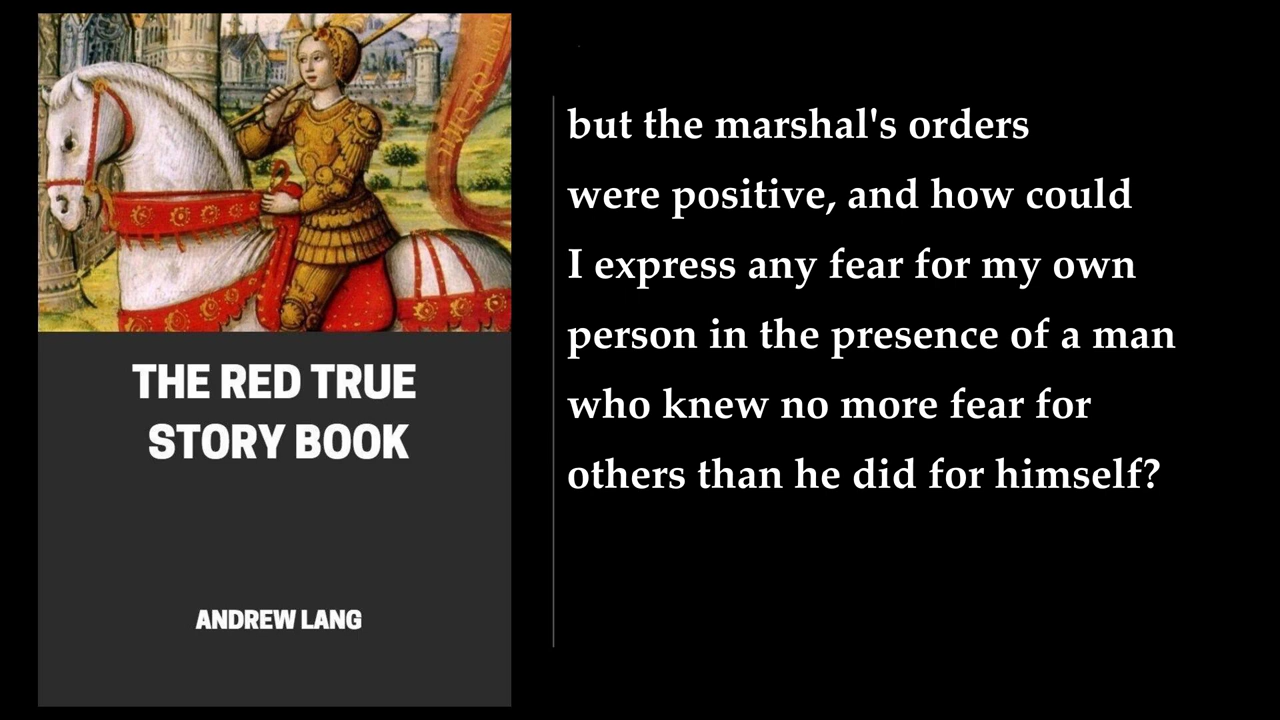 THE RED TRUE
STORY BOOK
ANDREW LANG
but the marshal's orders
were positive, and how could
I express any fear for my own
person in the presence of a man
who knew no more fear for
others than he did for himself?